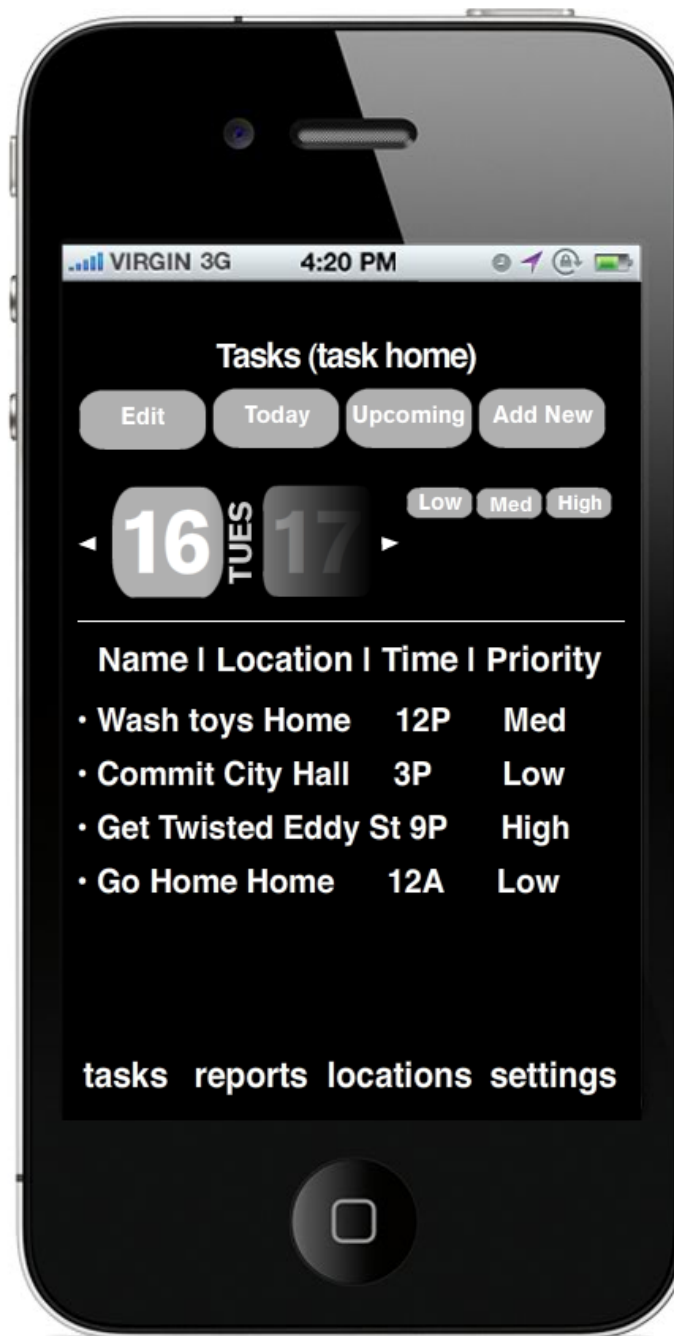 VIRGIN 3G 4:20 PM
Tasks (task home)
Edit Today Upcoming Add New
16 TUES 17 Low Med High
Name | Location | Time | Priority
• Wash toys Home 12P Med
• Commit City Hall 3P Low
• Get Twisted Eddy St 9P High
• Go Home Home 12A Low
tasks reports locations settings